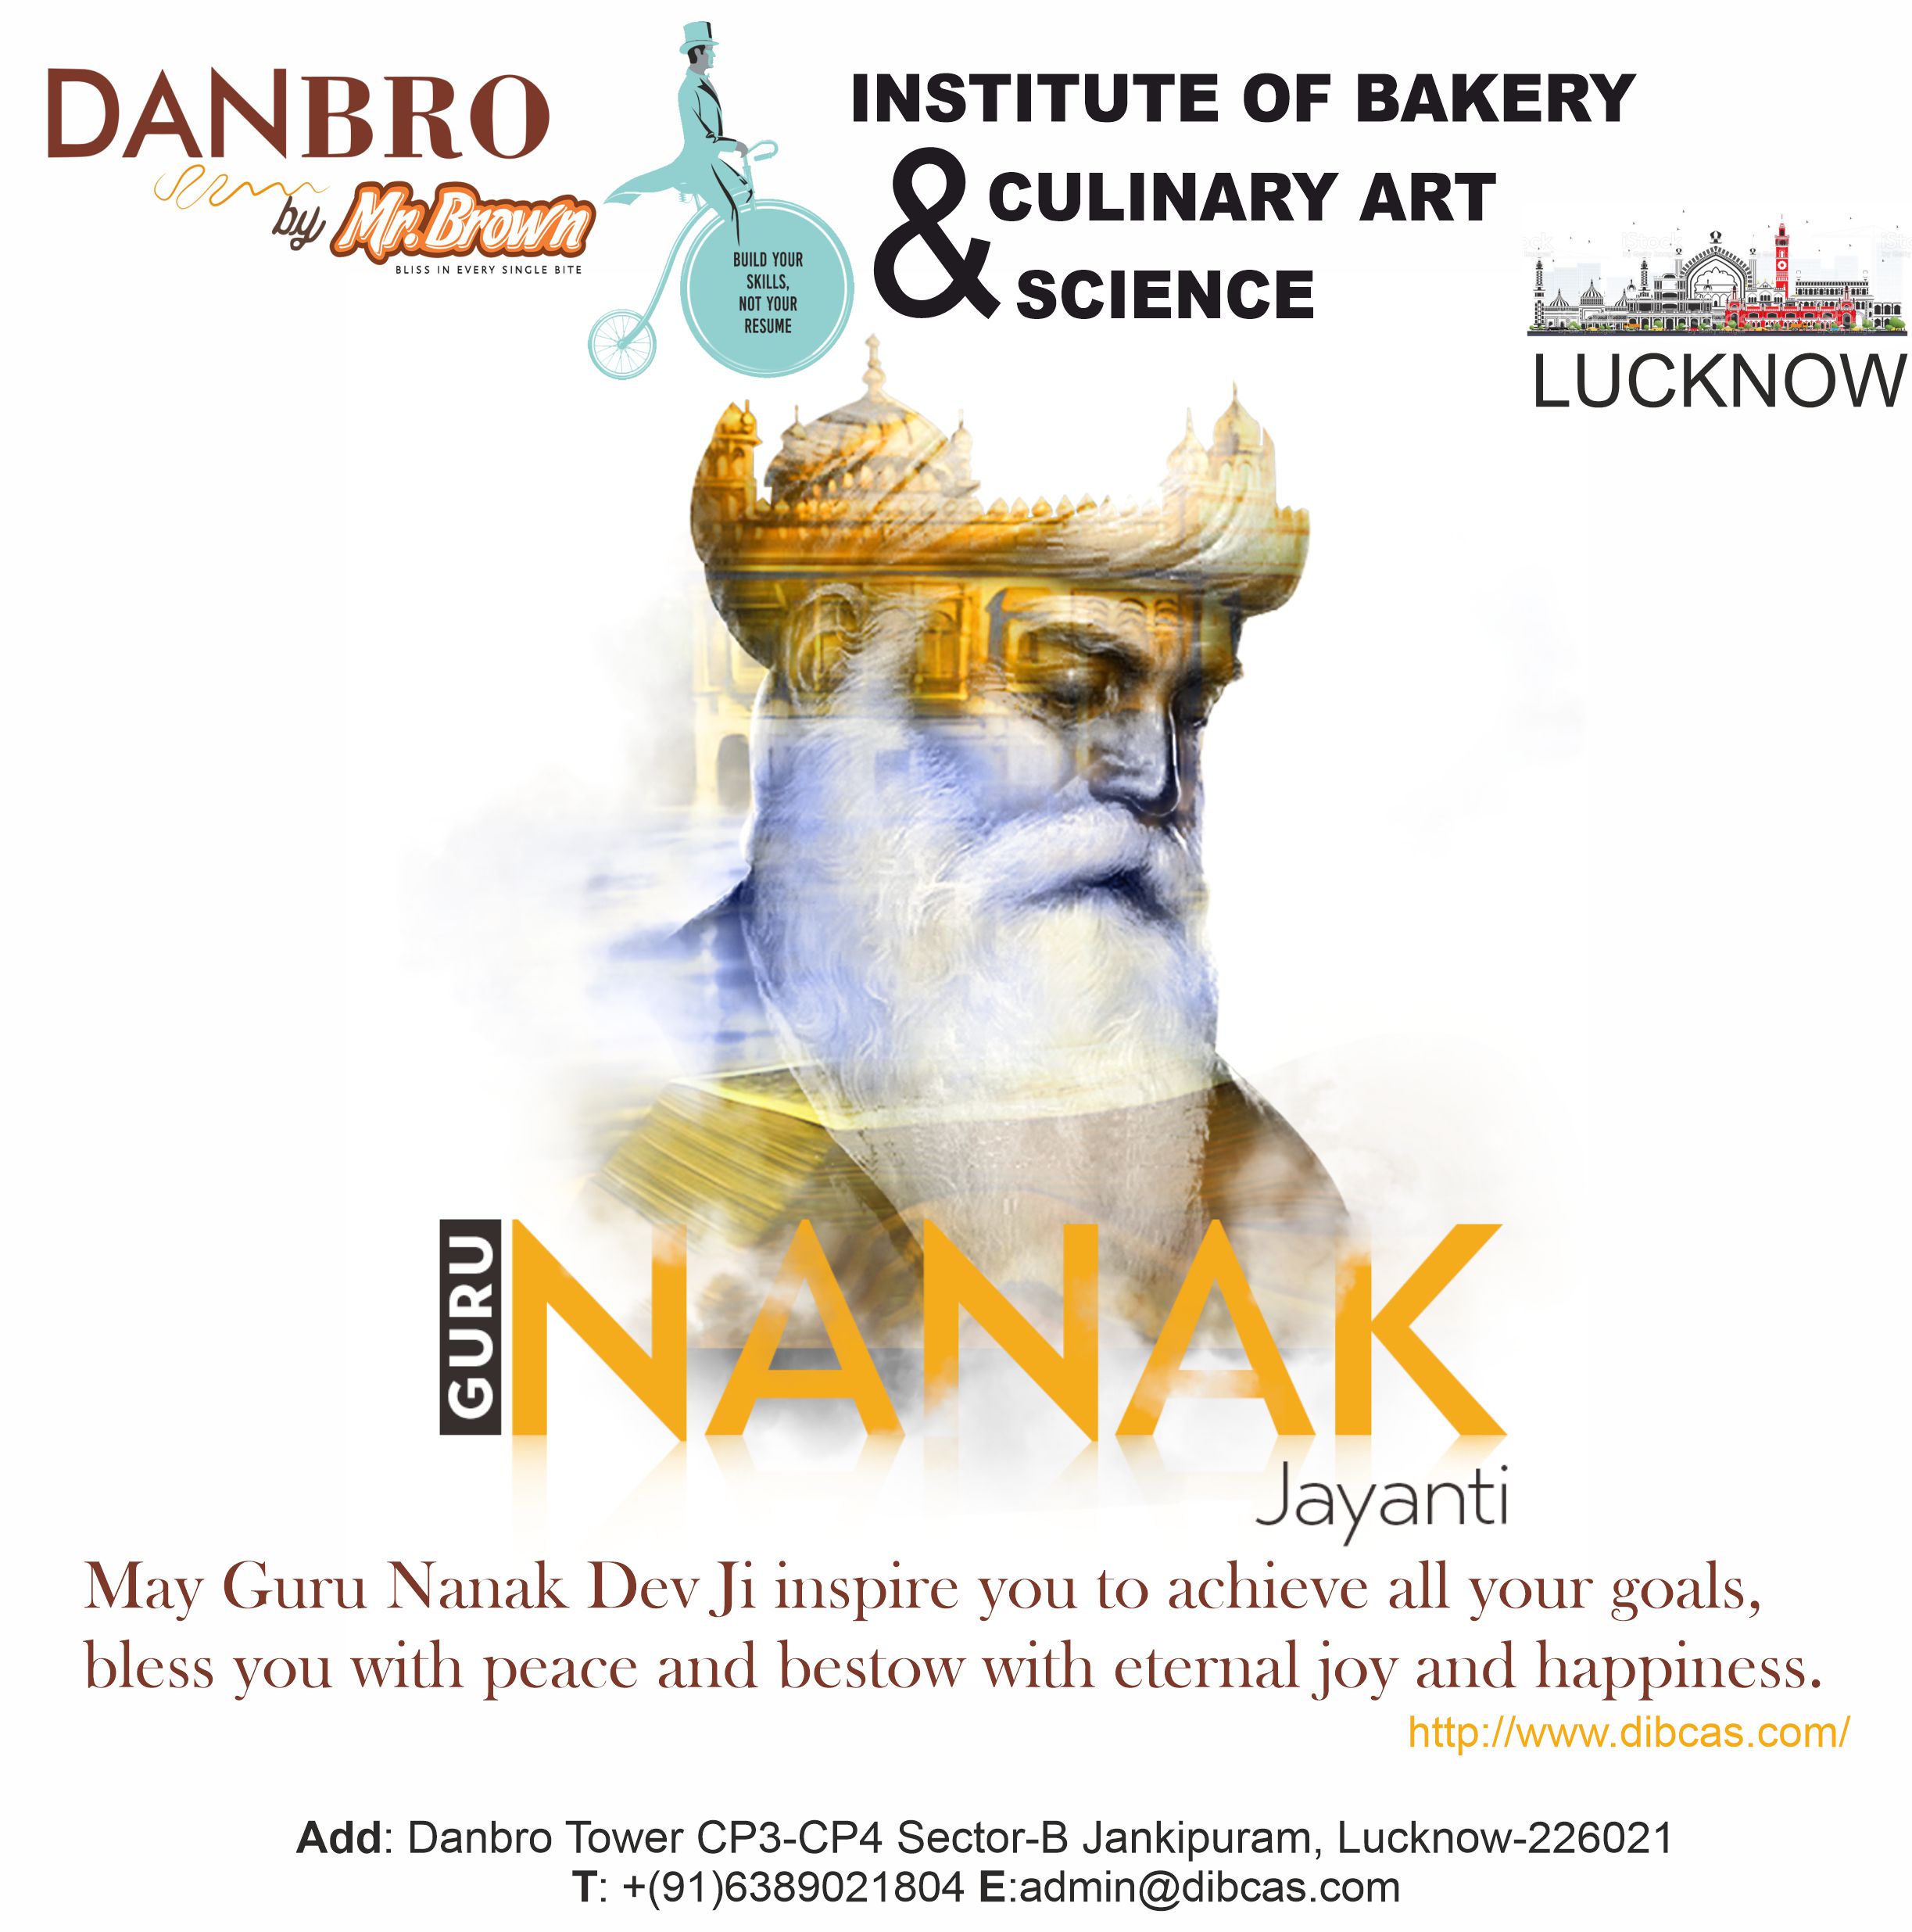 DANBRO
by Mr. Brown
BLISS IN EVERY SINGLE BITE
BUILD YOUR
SKILLS,
NOT YOUR
RESUME
INSTITUTE OF BAKERY
& CULINARY ART
SCIENCE
LUCKNOW
GURU NANAK
Jayanti
May Guru Nanak Dev Ji inspire you to achieve all your goals,
bless you with peace and bestow with eternal joy and happiness.
http://www.dibcas.com/
Add: Danbro Tower CP3-CP4 Sector-B Jankipuram, Lucknow-226021
T: +(91)6389021804 E:admin@dibcas.com